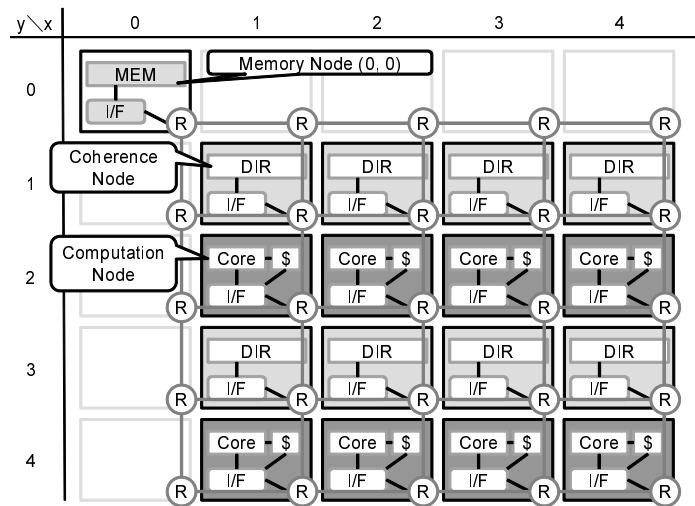 y\x 0 1 2 3 4
0 MEM Memory Node (0, 0)
I/F
R R R R R
Coherence
Node
1 DIR DIR DIR DIR
I/F I/F I/F I/F
R R R R R
Computation
Node
2 Core $ Core $ Core $ Core $
I/F I/F I/F I/F
R R R R R
3 DIR DIR DIR DIR
I/F I/F I/F I/F
R R R R R
4 Core $ Core $ Core $ Core $
I/F I/F I/F I/F
R R R R R